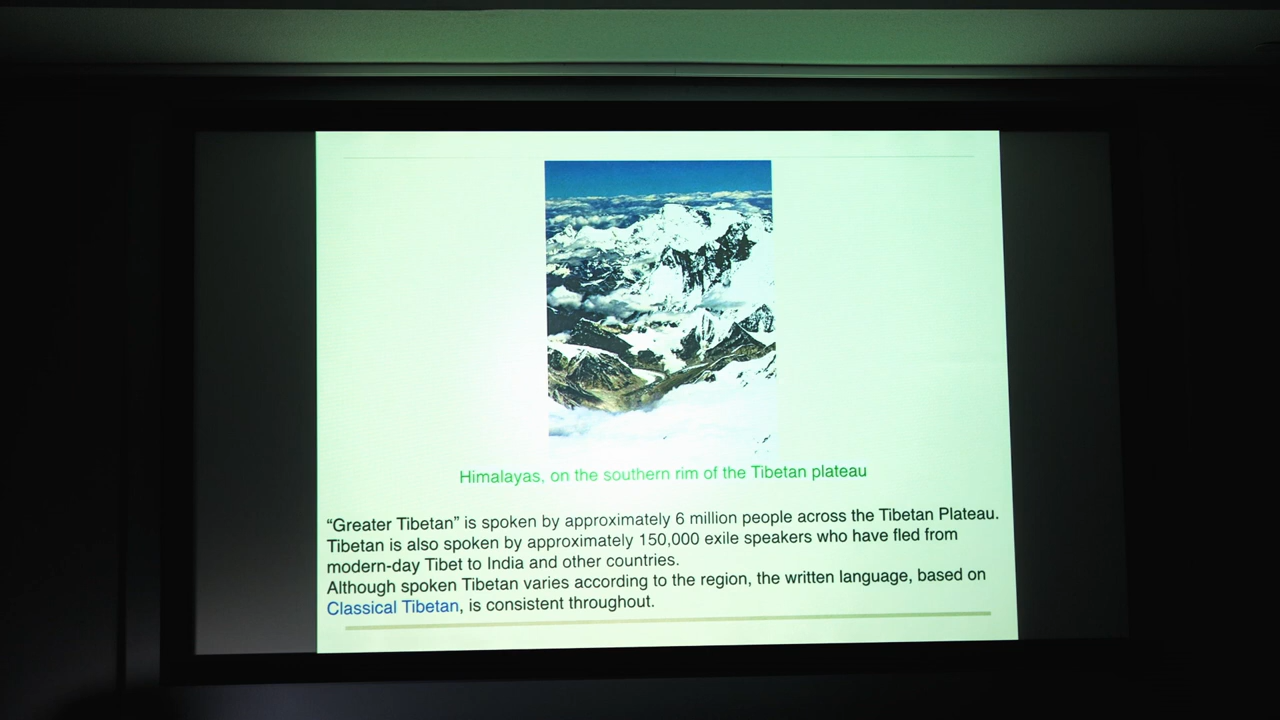 Himalayas, on the southern rim of the Tibetan plateau
“Greater Tibetan” is spoken by approximately 6 million people across the Tibetan Plateau.
Tibetan is also spoken by approximately 150,000 exile speakers who have fled from
modern-day Tibet to India and other countries.
Although spoken Tibetan varies according to the region, the written language, based on
Classical Tibetan, is consistent throughout.